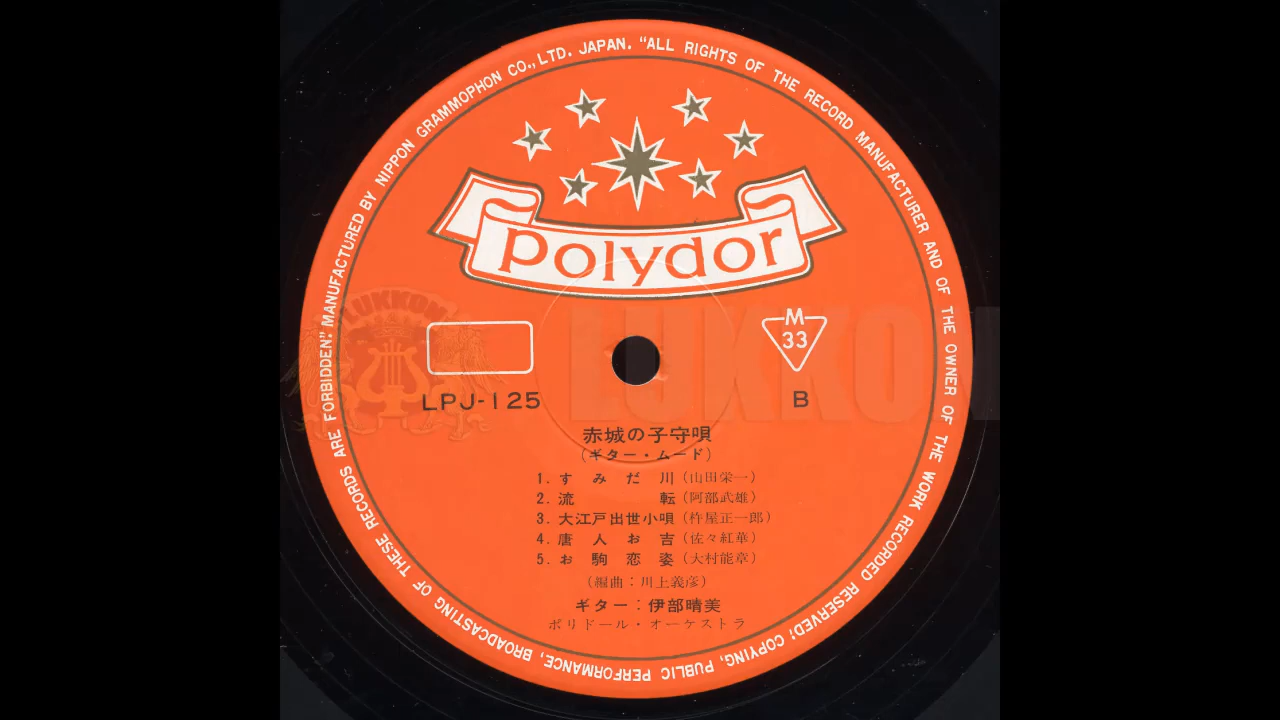 MANUFACTURED BY NIPPON GRAMMOPHON CO., LTD. JAPAN. "ALL RIGHTS OF THE RECORD MANUFACTURER AND OF THE OWNER OF THE WORK RECORDED RESERVED; COPYING, PUBLIC PERFORMANCE, BROADCASTING OF THESE RECORDS ARE FORBIDDEN".
polydor
LUKKON
LUKKON
M
33
LPJ-125
B
赤城の子守唄
(ギター・ムード)
1. すみだ川 (山田栄一)
2. 流転 (阿部武雄)
3. 大江戸出世小唄 (杵屋正一郎)
4. 唐人お吉 (佐々紅華)
5. お駒恋姿 (大村能章)
(編曲：川上義彦)
ギター：伊部晴美
ポリドール・オーケストラ